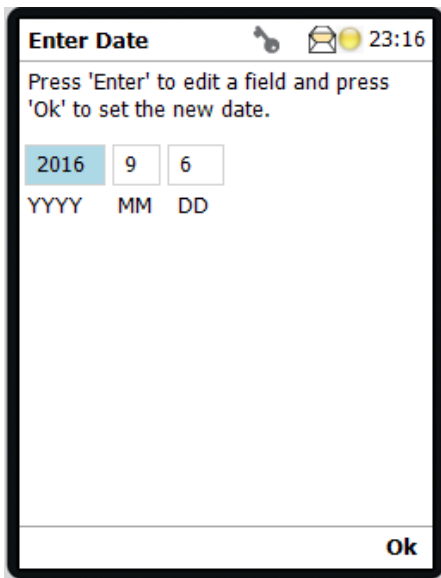 Enter Date 23:16
Press 'Enter' to edit a field and press
'Ok' to set the new date.
2016 9 6
YYYY MM DD
Ok